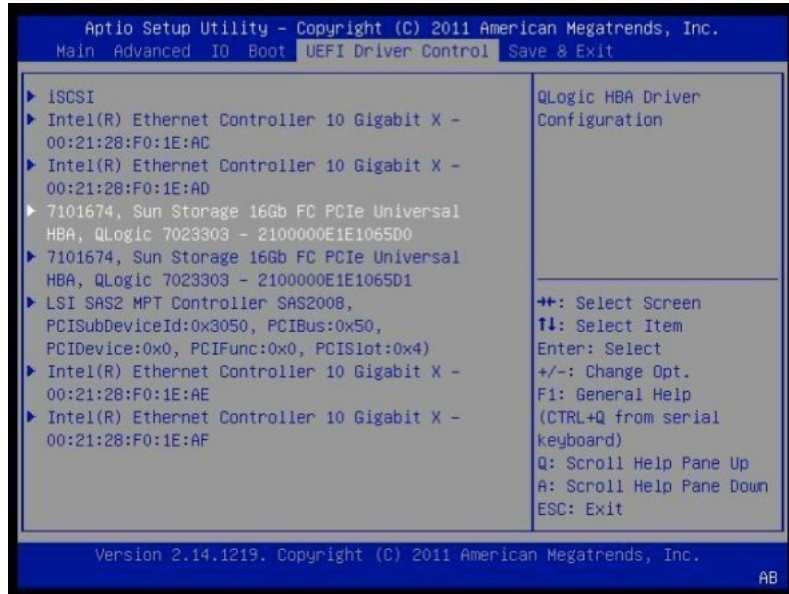 Aptio Setup Utility – Copyright (C) 2011 American Megatrends, Inc.
Main Advanced IO Boot UEFI Driver Control Save & Exit
iSCSI
Intel(R) Ethernet Controller 10 Gigabit X –
00:21:28:F0:1E:AC
Intel(R) Ethernet Controller 10 Gigabit X –
00:21:28:F0:1E:AD
7101674, Sun Storage 16Gb FC PCIe Universal
HBA, QLogic 7023303 – 2100000E1E1065D0
7101674, Sun Storage 16Gb FC PCIe Universal
HBA, QLogic 7023303 – 2100000E1E1065D1
LSI SAS2 MPT Controller SAS2008,
PCISubDeviceId:0x3050, PCIBus:0x50,
PCIDevice:0x0, PCIFunc:0x0, PCISlot:0x4)
Intel(R) Ethernet Controller 10 Gigabit X –
00:21:28:F0:1E:AE
Intel(R) Ethernet Controller 10 Gigabit X –
00:21:28:F0:1E:AF
QLogic HBA Driver
Configuration
→←: Select Screen
↑↓: Select Item
Enter: Select
+/-: Change Opt.
F1: General Help
(CTRL+Q from serial
keyboard)
Q: Scroll Help Pane Up
A: Scroll Help Pane Down
ESC: Exit
Version 2.14.1219. Copyright (C) 2011 American Megatrends, Inc.
AB